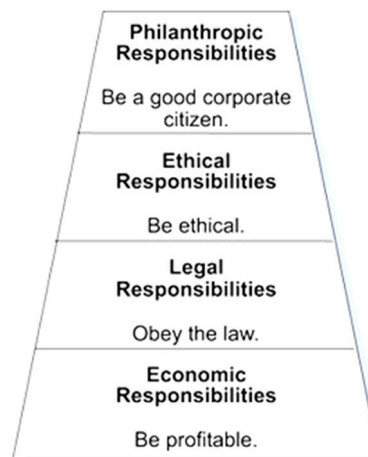 Philanthropic
Responsibilities
Be a good corporate
citizen.
Ethical
Responsibilities
Be ethical.
Legal
Responsibilities
Obey the law.
Economic
Responsibilities
Be profitable.